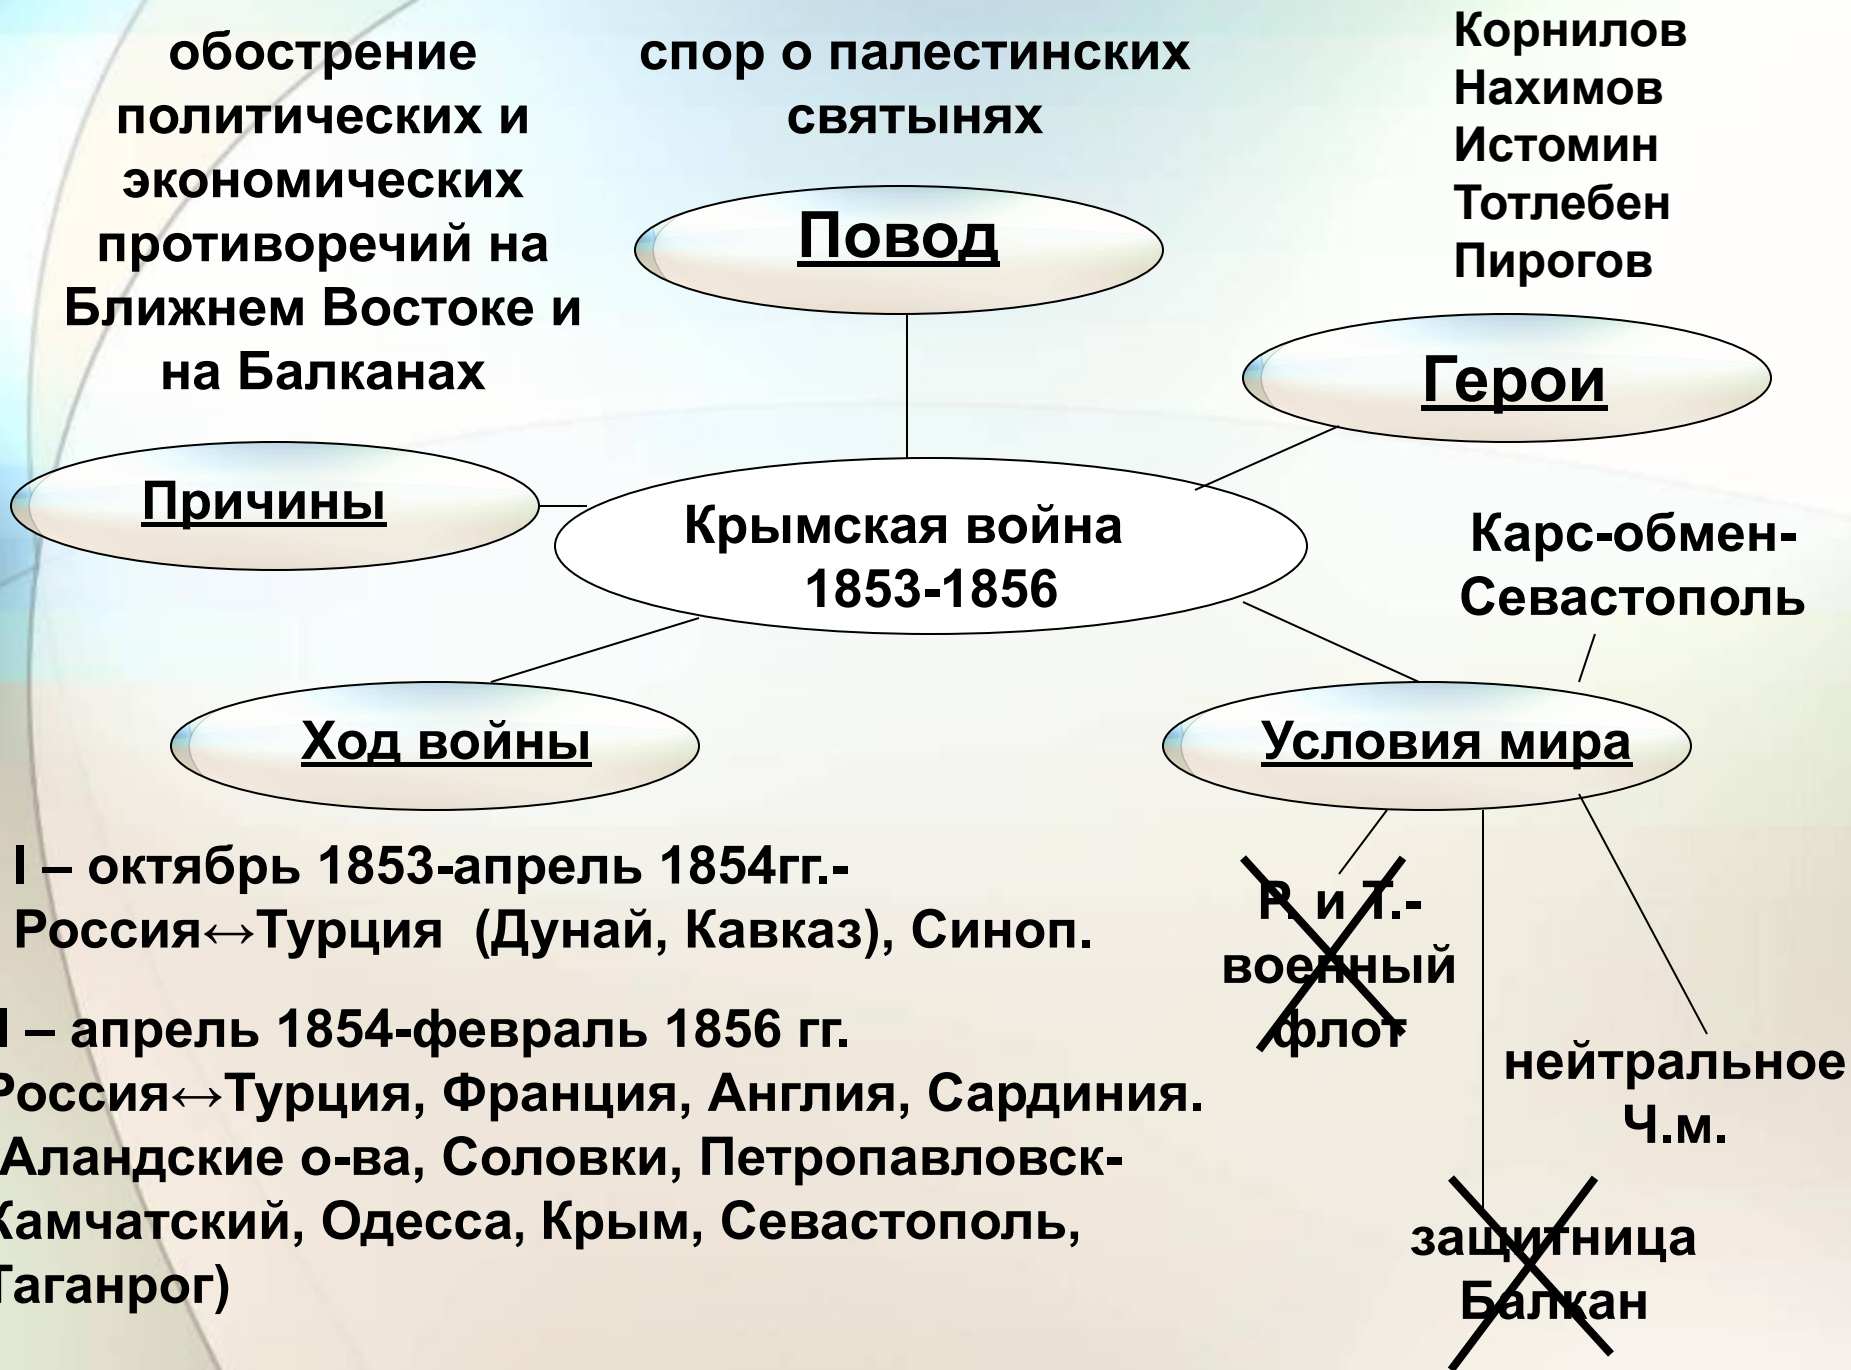 обострение
политических и
экономических
противоречий на
Ближнем Востоке и
на Балканах
Причины
спор о палестинских
святынях
Повод
Корнилов
Нахимов
Истомин
Тотлебен
Пирогов
Герои
Крымская война
1853-1856
Карс-обмен-
Севастополь
Ход войны
Условия мира
I – октябрь 1853-апрель 1854гг.-
Россия↔Турция (Дунай, Кавказ), Синоп.
I – апрель 1854-февраль 1856 гг.
Россия↔Турция, Франция, Англия, Сардиния.
Аландские о-ва, Соловки, Петропавловск-
Камчатский, Одесса, Крым, Севастополь,
Таганрог)
Р. и Т.-
военный
флот
нейтральное
Ч.м.
защитница
Балкан